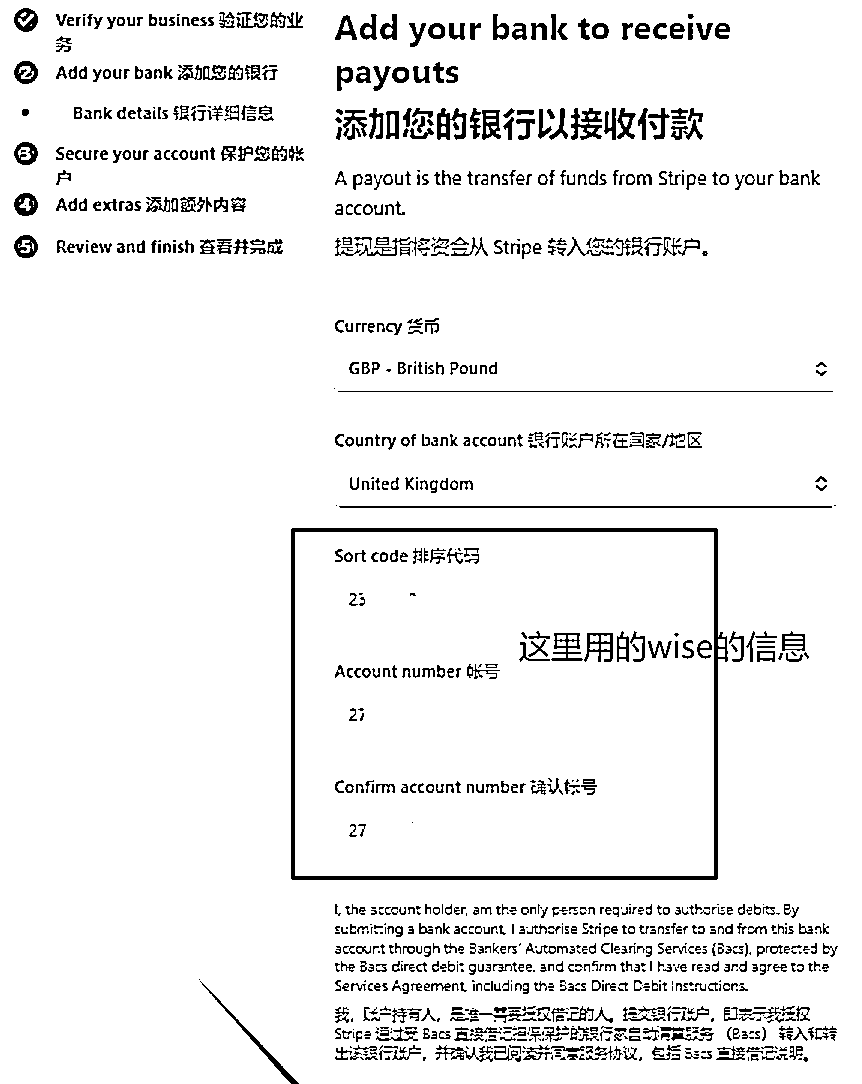 Verify your business 验证您的业
务
Add your bank 添加您的银行
Bank details 银行详细信息
3 Secure your account 保护您的帐
户
4 Add extras 添加额外内容
5 Review and finish 查看并完成
Add your bank to receive
payouts
添加您的银行以接收付款
A payout is the transfer of funds from Stripe to your bank
account.
提现是指将资金从 Stripe 转入您的银行账户。
Currency 货币
GBP - British Pound
Country of bank account 银行账户所在国家/地区
United Kingdom
Sort code 排序代码
23
这里用的wise的信息
Account number 帐号
27
Confirm account number 确认帐号
27
I, the account holder, am the only person required to authorise debits. By
submitting a bank account, I authorise Stripe to transfer to and from this bank
account through the Bankers' Automated Clearing Services (Bacs), protected by
the Bacs direct debit guarantee, and confirm that I have read and agree to the
Services Agreement, including the Bacs Direct Debit Instructions.
我，账户持有人，是唯一需要授权借记的人。提交银行账户，即表示我授权
Stripe 通过受 Bacs 直接借记担保保护的银行家自动清算服务 （Bacs） 转入和转
出该银行账户，并确认我已阅读并同意服务协议，包括 Bacs 直接借记说明。